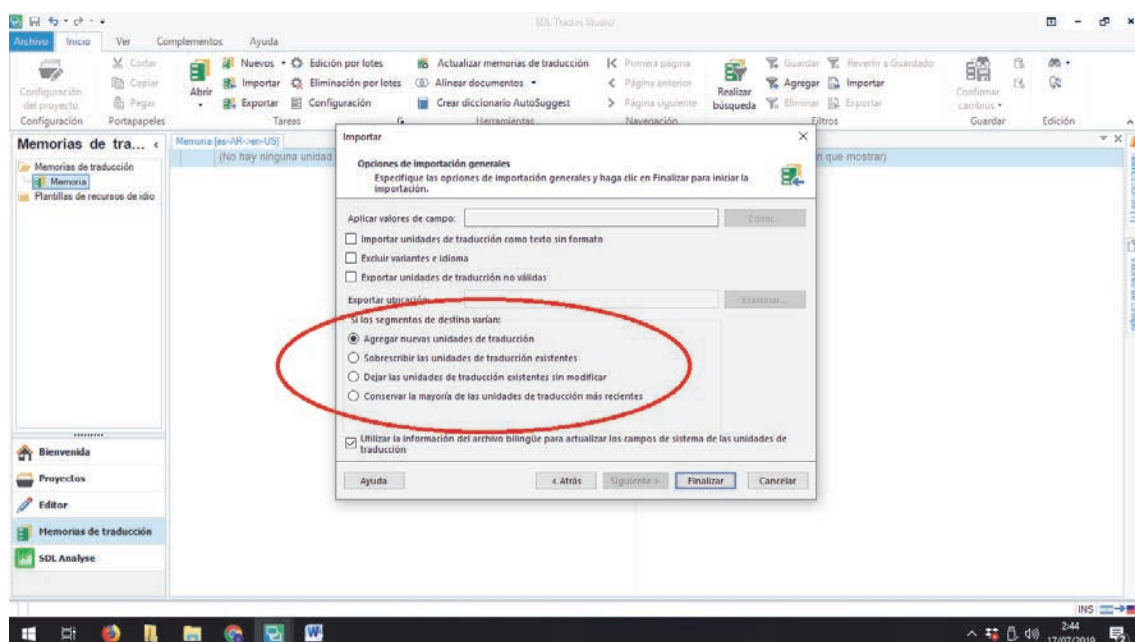 SDL Trados Studio
Archivo Inicio Ver Complementos Ayuda
Configuración del proyecto
Configuración
Cortar
Copiar
Pegar
Portapapeles
Abrir
Nuevos
Importar
Exportar
Edición por lotes
Eliminación por lotes
Configuración
Tareas
Actualizar memorias de traducción
Alinear documentos
Crear diccionario AutoSuggest
Herramientas
Primera página
Página anterior
Página siguiente
Navegación
Realizar búsqueda
Guardar
Agregar
Eliminar
Revertir a Guardado
Importar
Exportar
Filtros
Confirmar cambios
Guardar
Edición
Memorias de tra...
Memorias de traducción
Memoria
Plantillas de recursos de idio
Memoria [es-AR->en-US]
(No hay ninguna unidad
n que mostrar)
Importar
Opciones de importación generales
Especifique las opciones de importación generales y haga clic en Finalizar para iniciar la
importación.
Aplicar valores de campo:
Editar...
Importar unidades de traducción como texto sin formato
Excluir variantes e idioma
Exportar unidades de traducción no válidas
Exportar ubicación:
Examinar...
Si los segmentos de destino varían:
Agregar nuevas unidades de traducción
Sobrescribir las unidades de traducción existentes
Dejar las unidades de traducción existentes sin modificar
Conservar la mayoría de las unidades de traducción más recientes
Utilizar la información del archivo bilingüe para actualizar los campos de sistema de las unidades de
traducción
Ayuda
< Atrás
Siguiente >
Finalizar
Cancelar
Bienvenida
Proyectos
Editor
Memorias de traducción
SDL Analyse
INS
2:44
17/07/2019